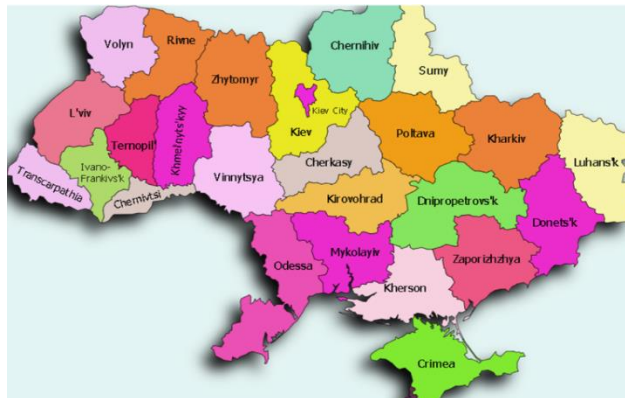 Chernihiv
Volyn
Rivne
Sumy
Zhytomyr
Kiev City
L'viv
Kiev
Poltava
Kharkiv
Ternopil'
Khmelnyts'kyy
Cherkasy
Luhans'k
Ivano-
Frankivs'k
Transcarpathia
Chernivtsi
Vinnytsya
Kirovohrad
Dnipropetrovs'k
Donets'k
Odessa
Mykolayiv
Zaporizhzhya
Kherson
Crimea